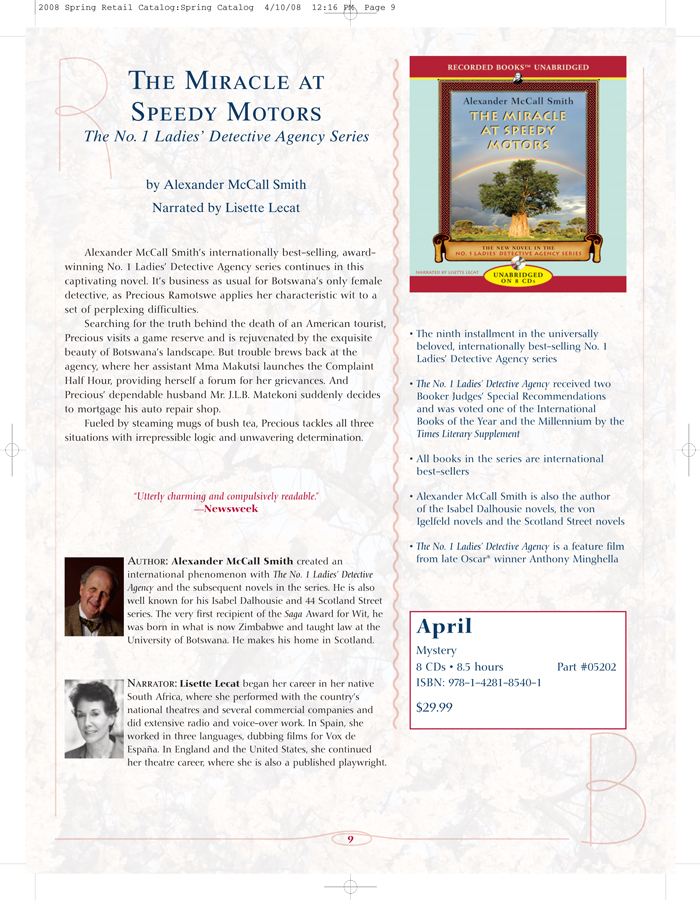 2008 Spring Retail Catalog:Spring Catalog 4/10/08 12:16 PM Page 9
THE MIRACLE AT
SPEEDY MOTORS
The No. 1 Ladies' Detective Agency Series
by Alexander McCall Smith
Narrated by Lisette Lecat
Alexander McCall Smith's internationally best-selling, award-
winning No. 1 Ladies' Detective Agency series continues in this
captivating novel. It's business as usual for Botswana's only female
detective, as Precious Ramotswe applies her characteristic wit to a
set of perplexing difficulties.
Searching for the truth behind the death of an American tourist,
Precious visits a game reserve and is rejuvenated by the exquisite
beauty of Botswana's landscape. But trouble brews back at the
agency, where her assistant Mma Makutsi launches the Complaint
Half Hour, providing herself a forum for her grievances. And
Precious' dependable husband Mr. J.L.B. Matekoni suddenly decides
to mortgage his auto repair shop.
Fueled by steaming mugs of bush tea, Precious tackles all three
situations with irrepressible logic and unwavering determination.
"Utterly charming and compulsively readable."
—Newsweek
AUTHOR: Alexander McCall Smith created an
international phenomenon with The No. 1 Ladies' Detective
Agency and the subsequent novels in the series. He is also
well known for his Isabel Dalhousie and 44 Scotland Street
series. The very first recipient of the Saga Award for Wit, he
was born in what is now Zimbabwe and taught law at the
University of Botswana. He makes his home in Scotland.
NARRATOR: Lisette Lecat began her career in her native
South Africa, where she performed with the country's
national theatres and several commercial companies and
did extensive radio and voice-over work. In Spain, she
worked in three languages, dubbing films for Vox de
España. In England and the United States, she continued
her theatre career, where she is also a published playwright.
RECORDED BOOKS™ UNABRIDGED
Alexander McCall Smith
THE MIRACLE
AT SPEEDY
MOTORS
THE NEW NOVEL IN THE
NO. 1 LADIES' DETECTIVE AGENCY SERIES
NARRATED BY LISETTE LECAT
UNABRIDGED
ON 8 CDs
• The ninth installment in the universally
beloved, internationally best-selling No. 1
Ladies' Detective Agency series
• The No. 1 Ladies' Detective Agency received two
Booker Judges' Special Recommendations
and was voted one of the International
Books of the Year and the Millennium by the
Times Literary Supplement
• All books in the series are international
best-sellers
• Alexander McCall Smith is also the author
of the Isabel Dalhousie novels, the von
Igelfeld novels and the Scotland Street novels
• The No. 1 Ladies' Detective Agency is a feature film
from late Oscar® winner Anthony Minghella
April
Mystery
8 CDs • 8.5 hours Part #05202
ISBN: 978-1-4281-8540-1
$29.99
R
B
9